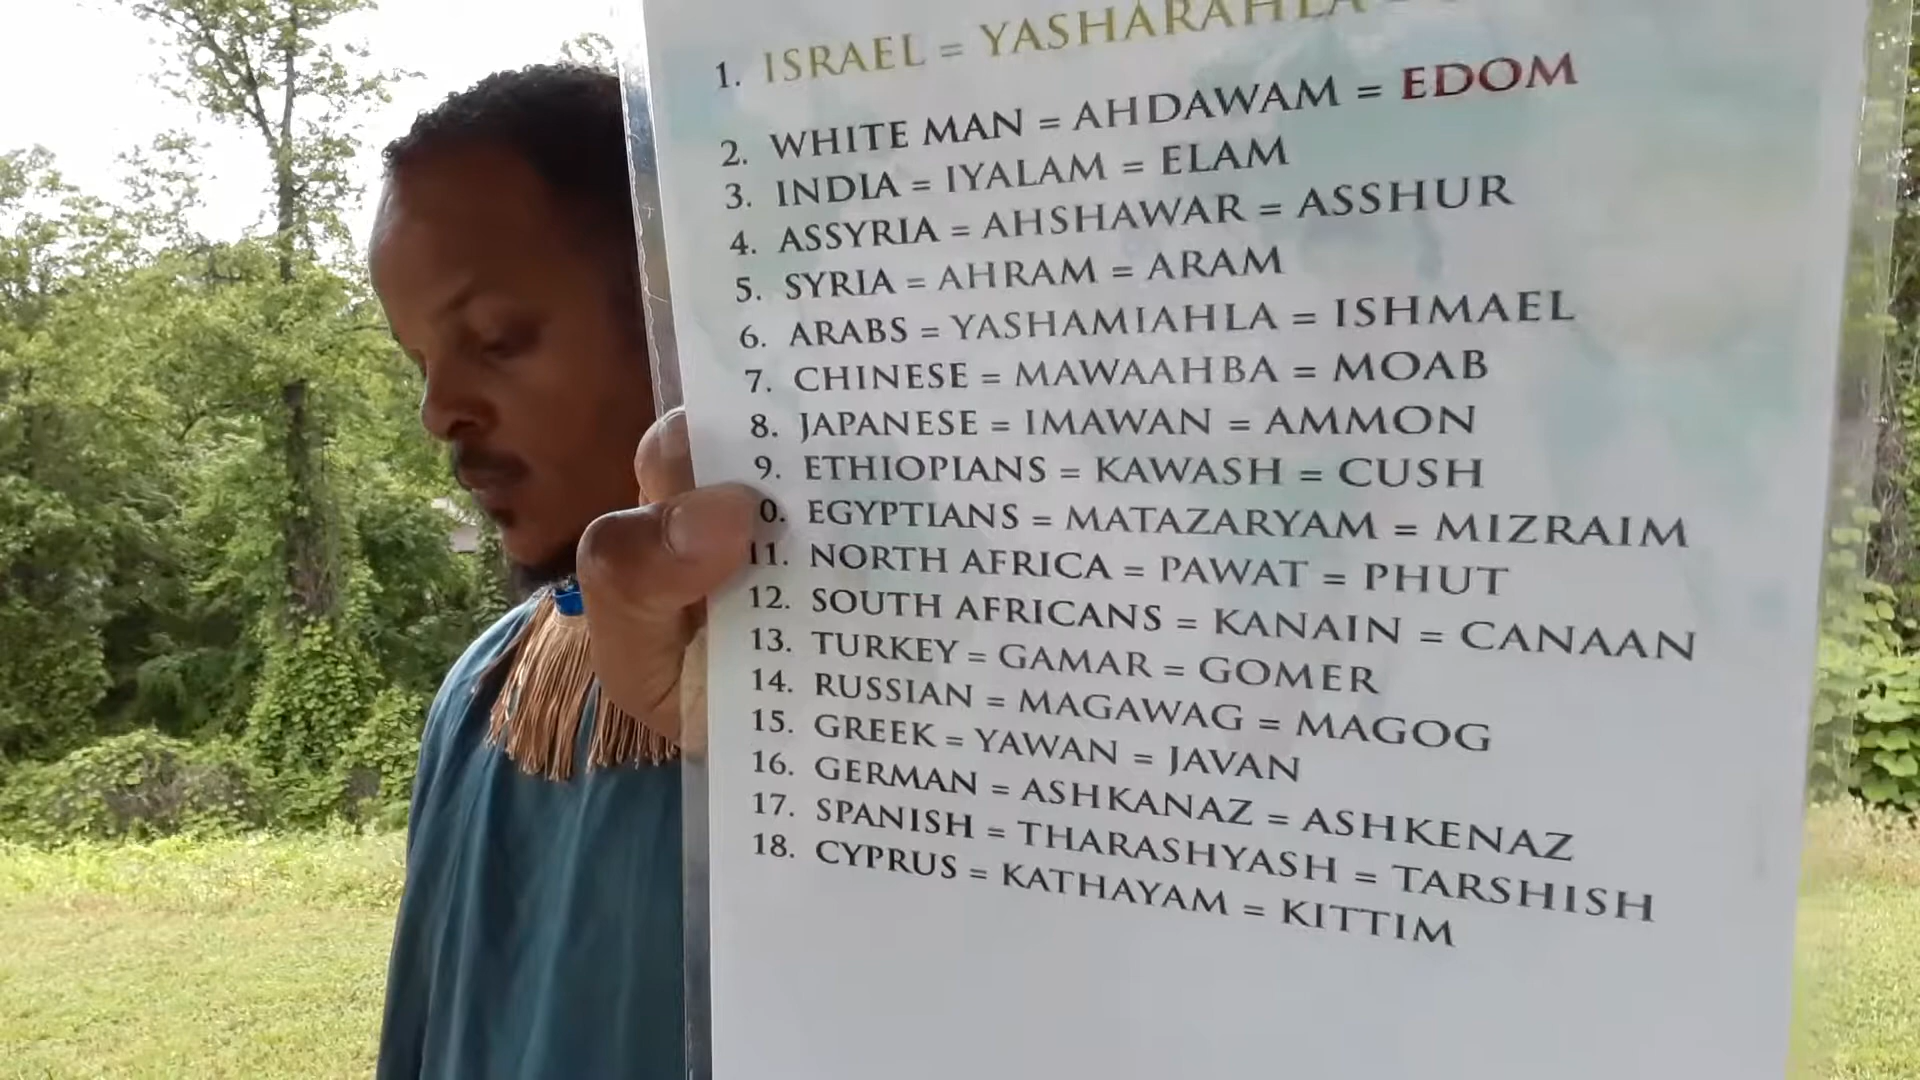 1. ISRAEL = YASHARAHLA
2. WHITE MAN = AHDAWAM = EDOM
3. INDIA = IYALAM = ELAM
4. ASSYRIA = AHSHAWAR = ASSHUR
5. SYRIA = AHRAM = ARAM
6. ARABS = YASHAMIAHLA = ISHMAEL
7. CHINESE = MAWAAHBA = MOAB
8. JAPANESE = IMAWAN = AMMON
9. ETHIOPIANS = KAWASH = CUSH
0. EGYPTIANS = MATAZARYAM = MIZRAIM
11. NORTH AFRICA = PAWAT = PHUT
12. SOUTH AFRICANS = KANAIN = CANAAN
13. TURKEY = GAMAR = GOMER
14. RUSSIAN = MAGAWAG = MAGOG
15. GREEK = YAWAN = JAVAN
16. GERMAN = ASHKANAZ = ASHKENAZ
17. SPANISH = THARASHYASH = TARSHISH
18. CYPRUS = KATHAYAM = KITTIM